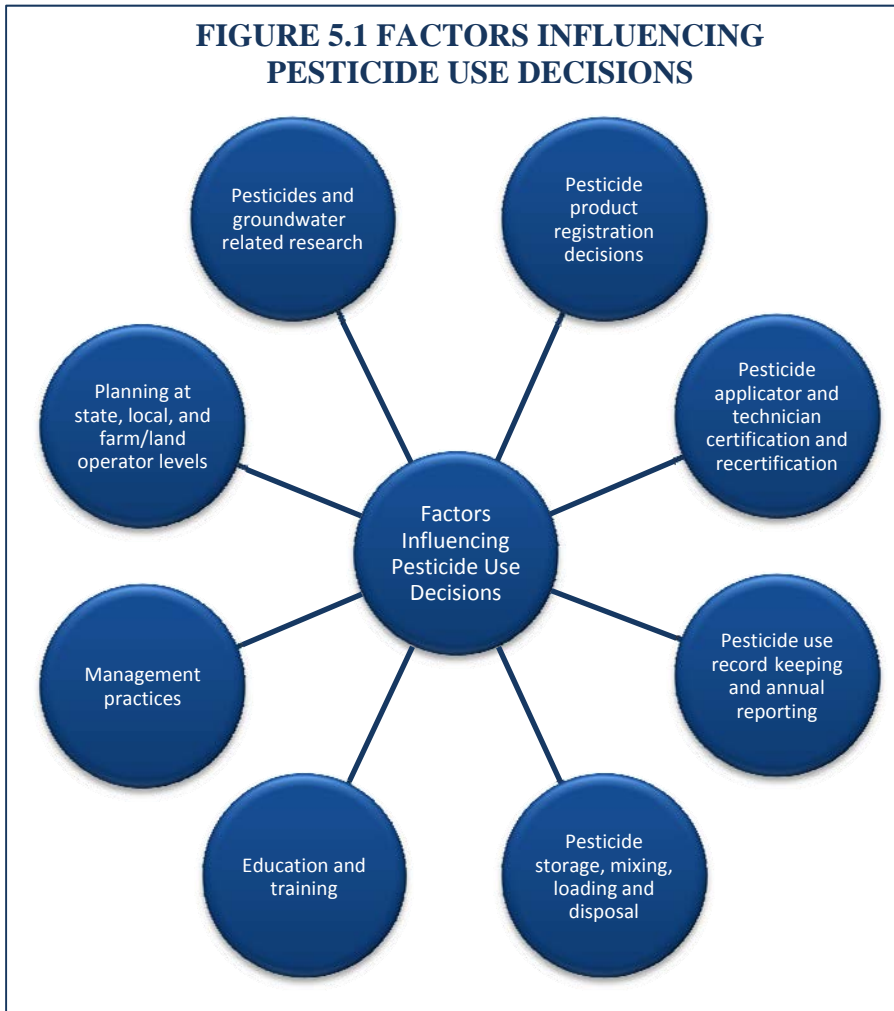 FIGURE 5.1 FACTORS INFLUENCING
PESTICIDE USE DECISIONS
Pesticides and
groundwater
related research
Pesticide
product
registration
decisions
Planning at
state, local, and
farm/land
operator levels
Pesticide
applicator and
technician
certification and
recertification
Factors
Influencing
Pesticide Use
Decisions
Management
practices
Pesticide use
record keeping
and annual
reporting
Education and
training
Pesticide
storage, mixing,
loading and
disposal